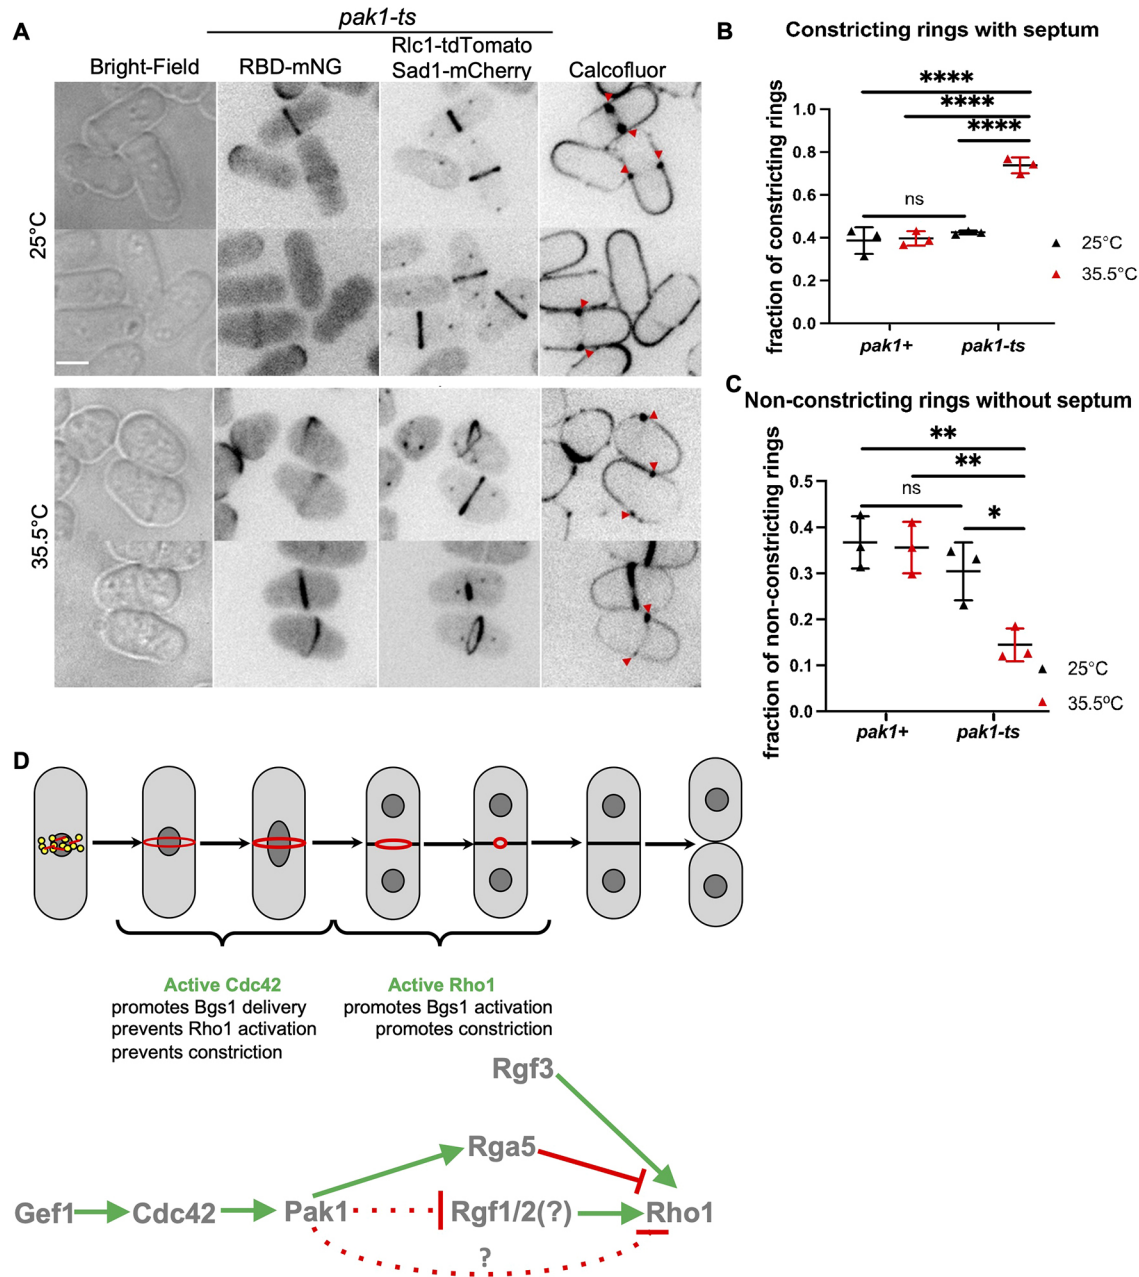 A
pak1-ts
Bright-Field
RBD-mNG
Rlc1-tdTomato
Sad1-mCherry
Calcofluor
25°C
35.5°C
B
Constricting rings with septum
fraction of constricting rings
1.0
0.8
0.6
0.4
0.2
0.0
****
****
****
ns
pak1+
pak1-ts
25°C
35.5°C
C
Non-constricting rings without septum
fraction of non-constricting rings
0.5
0.4
0.3
0.2
0.1
0.0
**
**
ns
*
pak1+
pak1-ts
25°C
35.5ºC
D
Active Cdc42
promotes Bgs1 delivery
prevents Rho1 activation
prevents constriction
Active Rho1
promotes Bgs1 activation
promotes constriction
Rgf3
Rga5
Gef1
Cdc42
Pak1
Rgf1/2(?)
Rho1
?